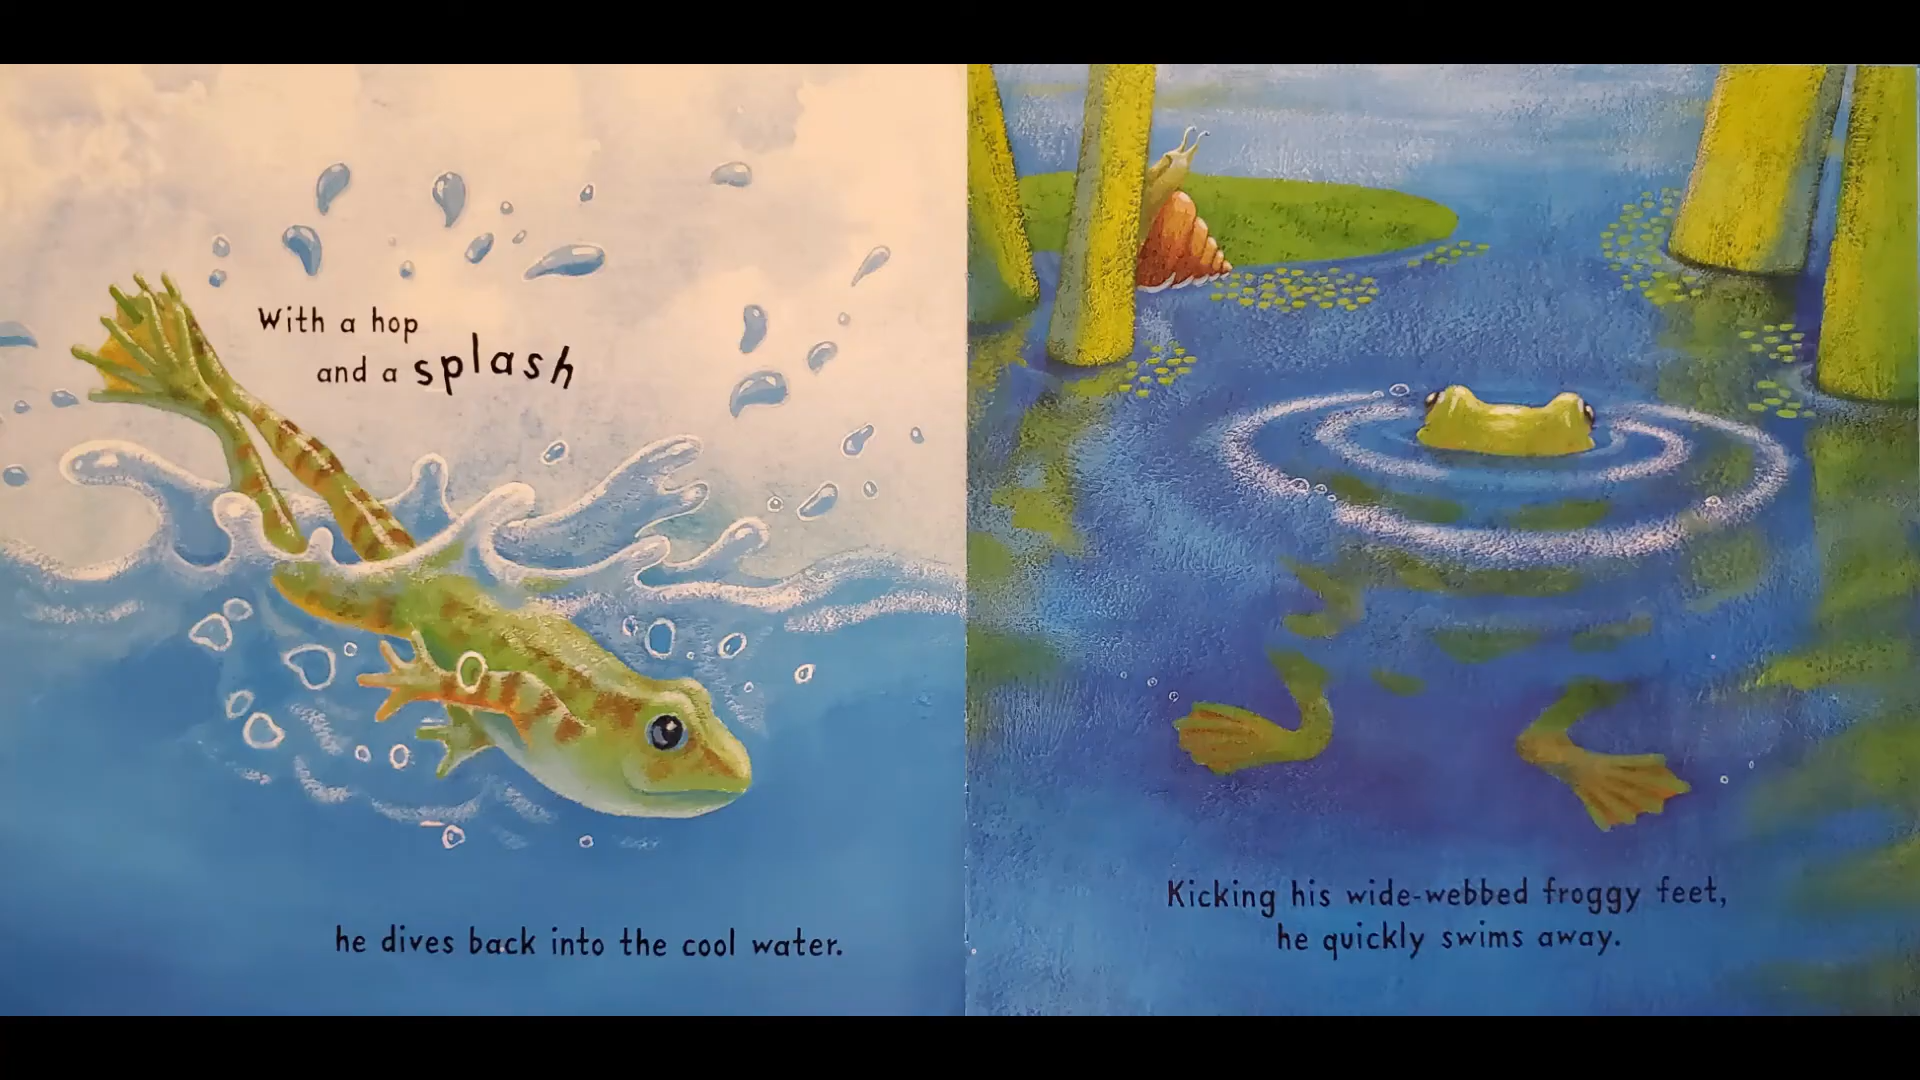 With a hop
and a splash
he dives back into the cool water.
Kicking his wide-webbed froggy feet,
he quickly swims away.